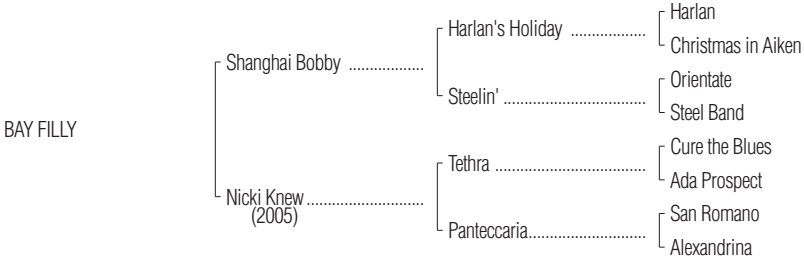 Harlan
Harlan's Holiday ..................
Christmas in Aiken
Shanghai Bobby ..................
Orientate
Steelin' ..................................
Steel Band
BAY FILLY
Cure the Blues
Tethra ....................................
Ada Prospect
Nicki Knew ............................
(2005)
San Romano
Panteccaria............................
Alexandrina